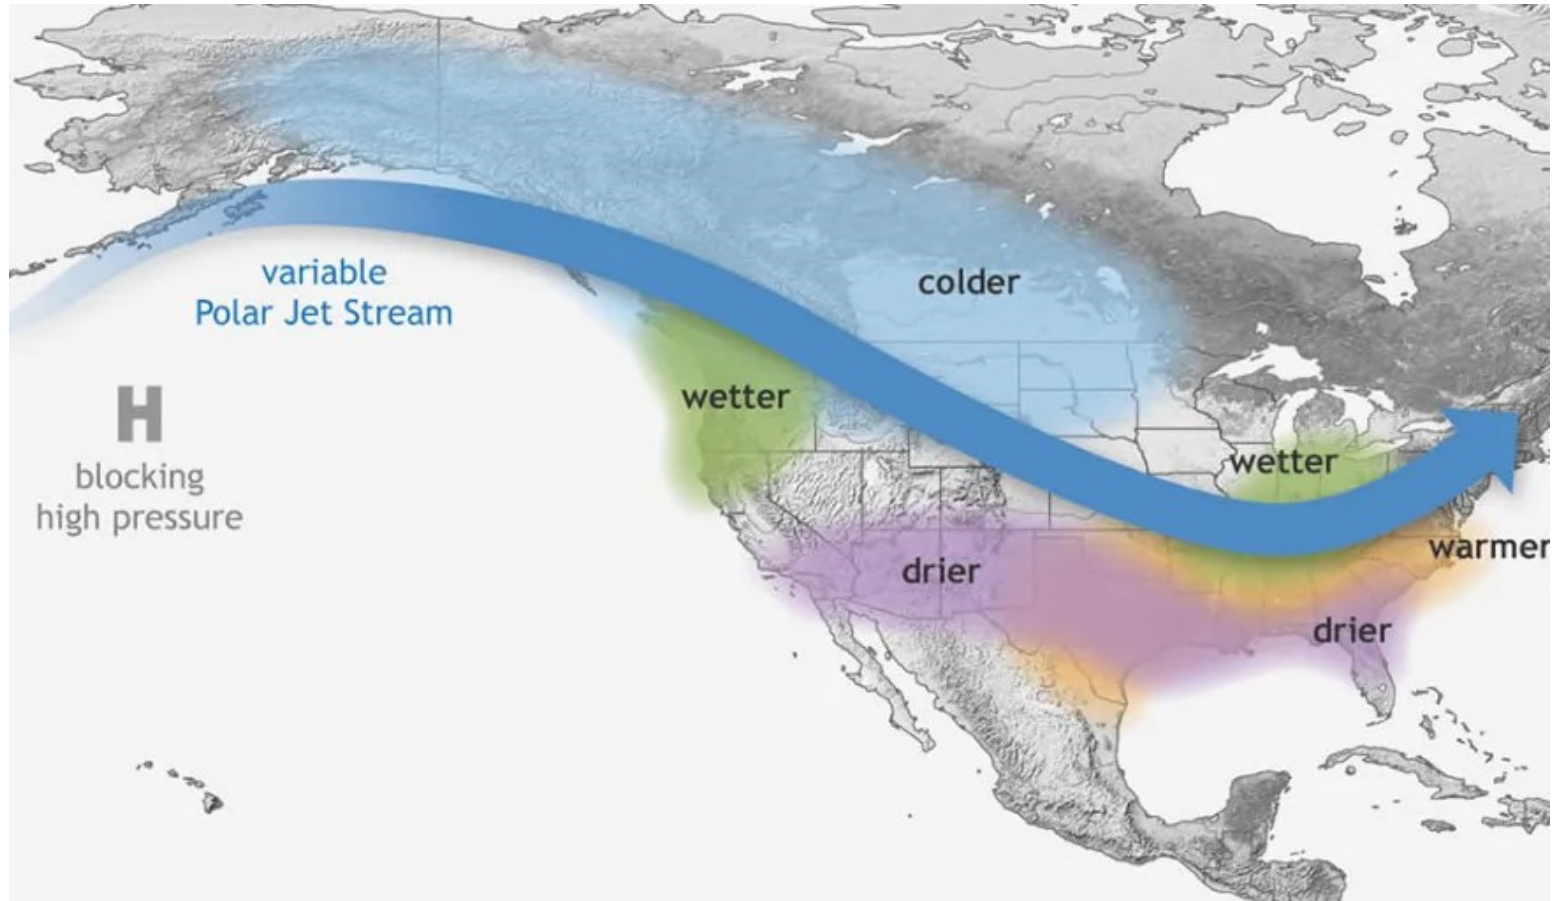 variable
Polar Jet Stream
colder
H
wetter
blocking
high pressure
wetter
warmer
drier
drier